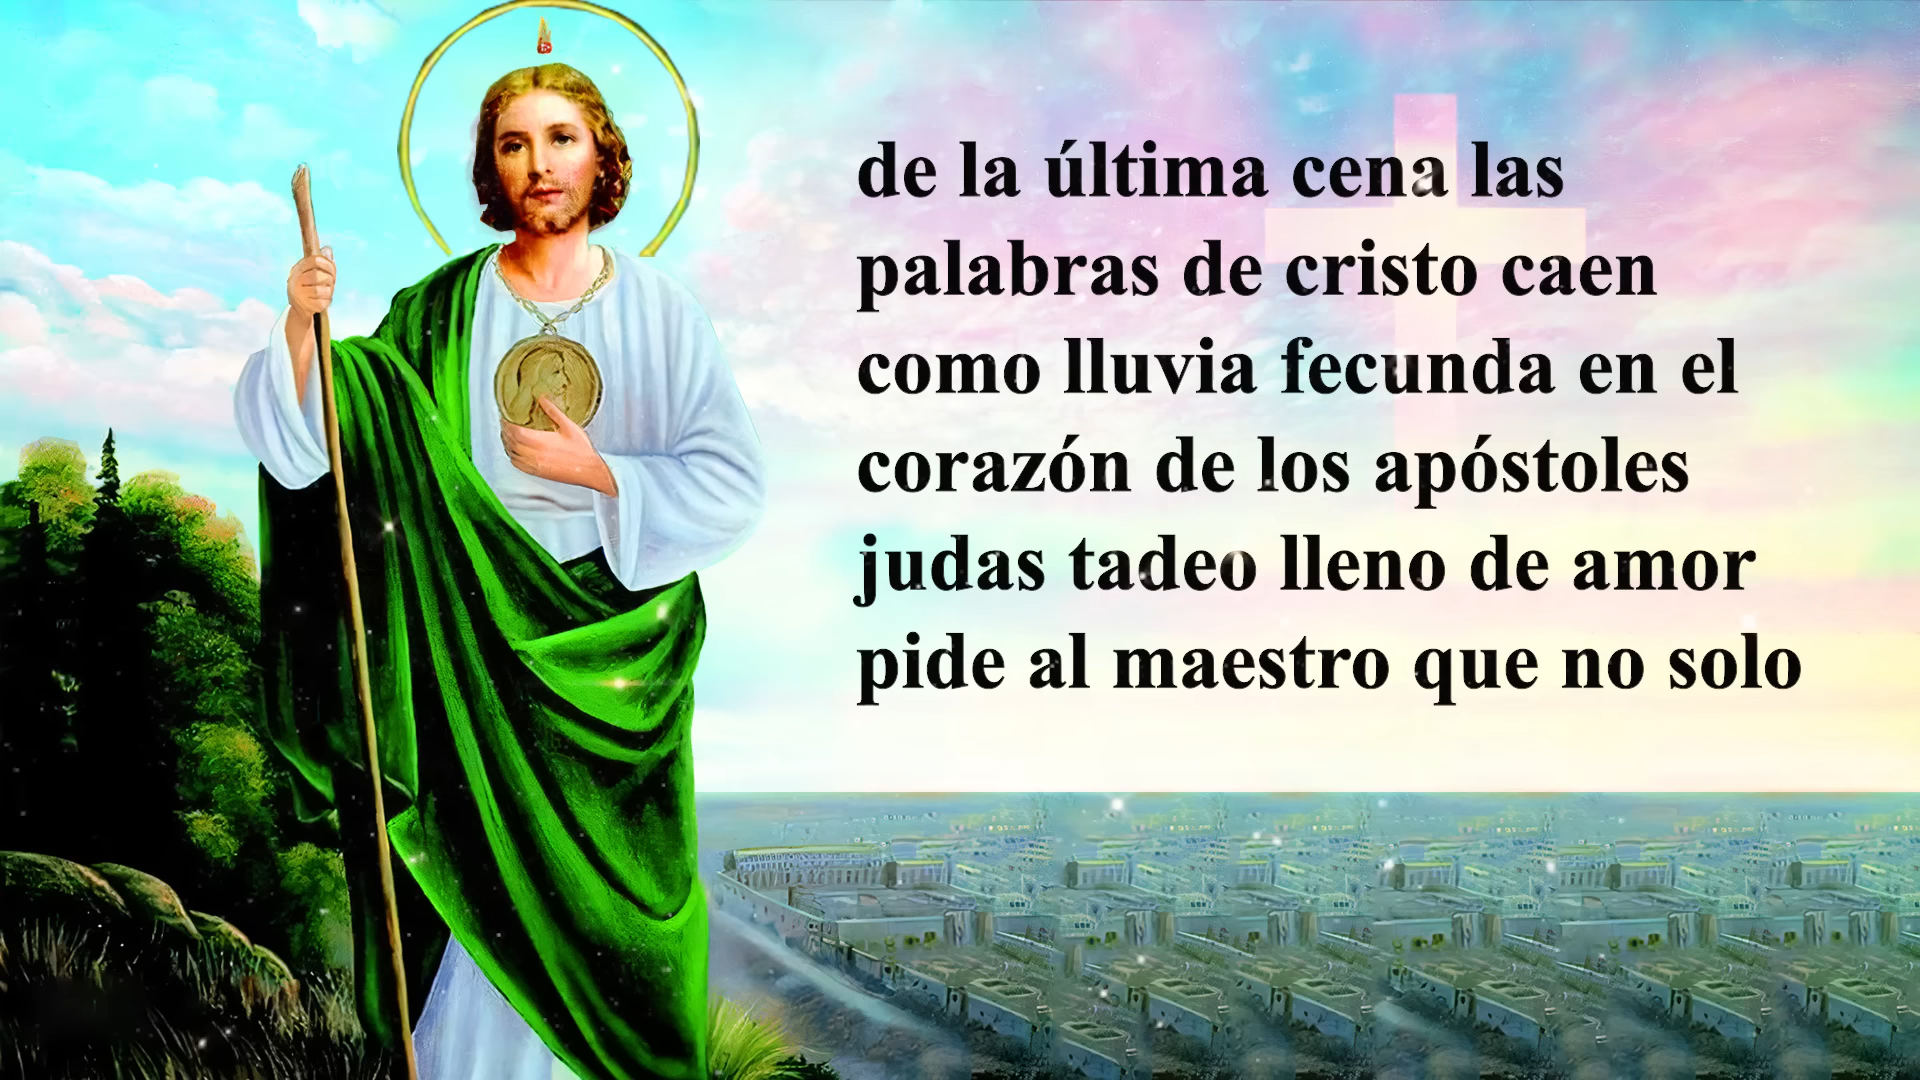 de la última cena las
palabras de cristo caen
como lluvia fecunda en el
corazón de los apóstoles
judas tadeo lleno de amor
pide al maestro que no solo